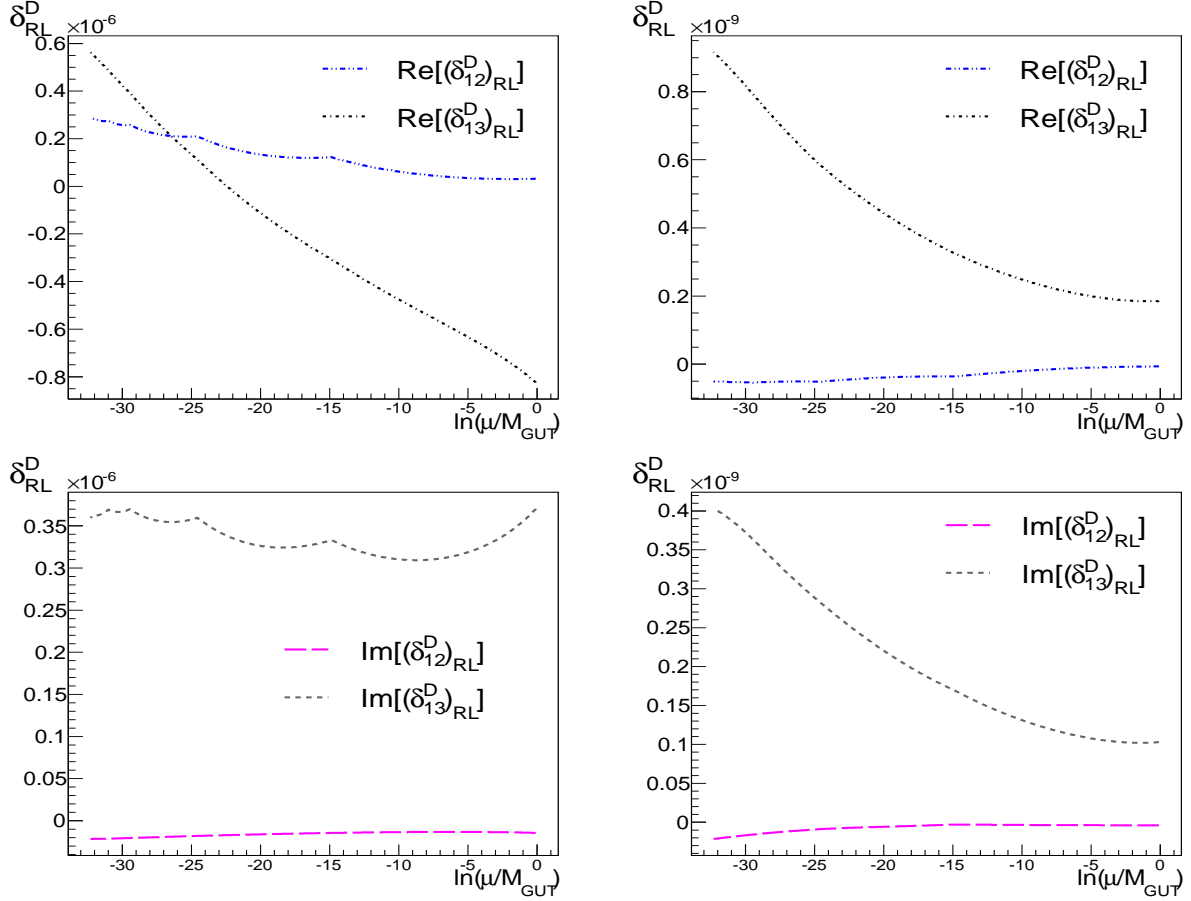 δ^D_RL ×10^-6
0.6
0.4
0.2
0
-0.2
-0.4
-0.6
-0.8
Re[(δ^D_12)_RL]
Re[(δ^D_13)_RL]
-30 -25 -20 -15 -10 -5 0
ln(μ/M_GUT)
δ^D_RL ×10^-9
0.8
0.6
0.4
0.2
0
Re[(δ^D_12)_RL]
Re[(δ^D_13)_RL]
-30 -25 -20 -15 -10 -5 0
ln(μ/M_GUT)
δ^D_RL ×10^-6
0.35
0.3
0.25
0.2
0.15
0.1
0.05
0
Im[(δ^D_12)_RL]
Im[(δ^D_13)_RL]
-30 -25 -20 -15 -10 -5 0
ln(μ/M_GUT)
δ^D_RL ×10^-9
0.4
0.35
0.3
0.25
0.2
0.15
0.1
0.05
0
-0.05
Im[(δ^D_12)_RL]
Im[(δ^D_13)_RL]
-30 -25 -20 -15 -10 -5 0
ln(μ/M_GUT)